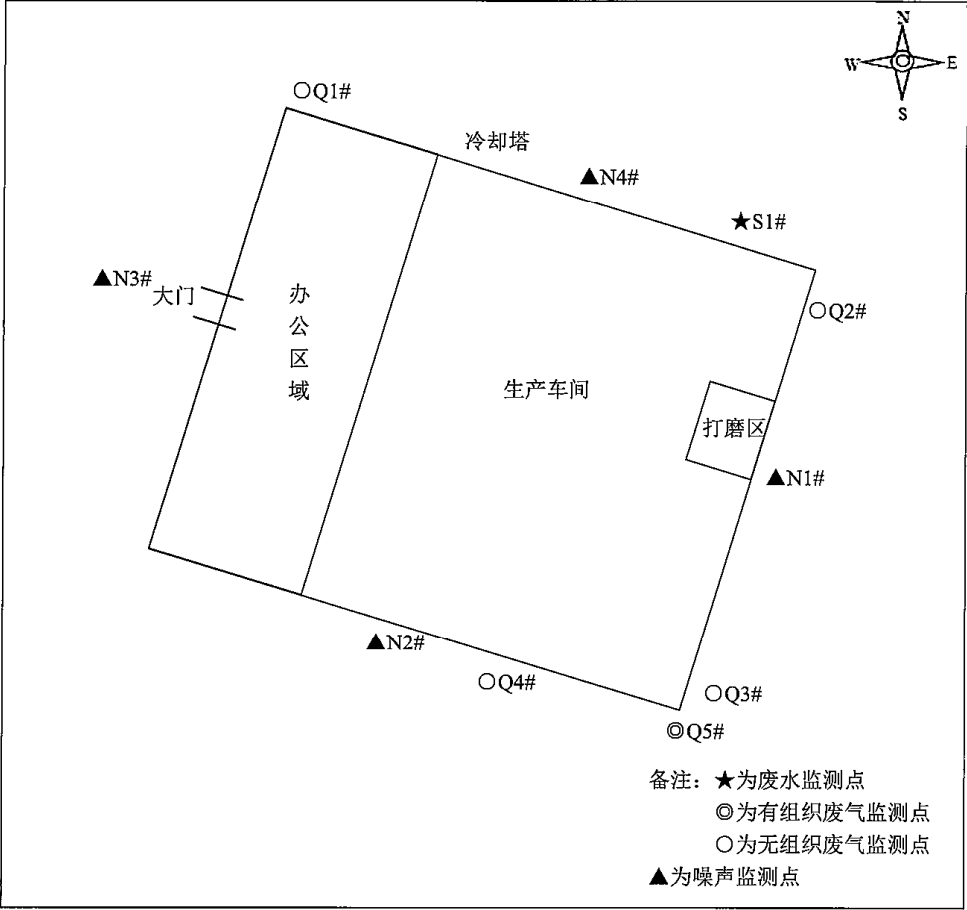 N
W E
S
○Q1#
冷却塔
▲N4#
★S1#
▲N3#
大门
办公区域
○Q2#
生产车间
打磨区
▲N1#
▲N2#
○Q4#
○Q3#
◎Q5#
备注：★为废水监测点
◎为有组织废气监测点
○为无组织废气监测点
▲为噪声监测点